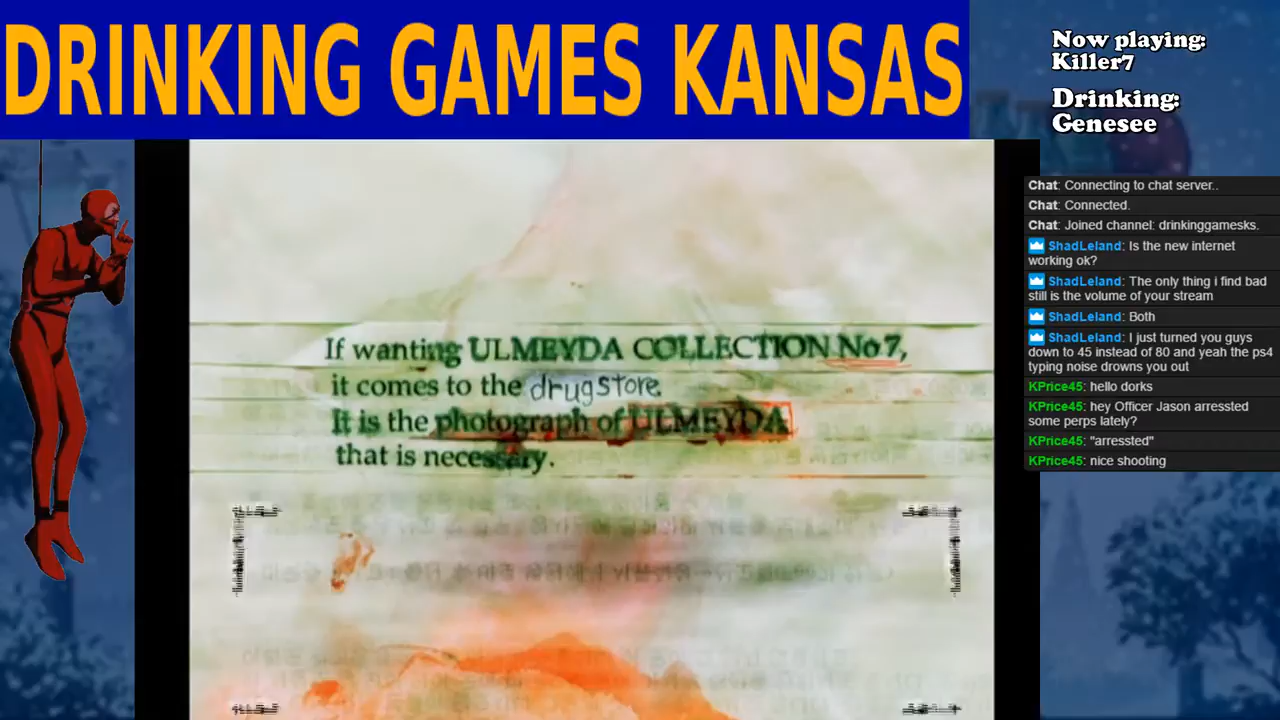 DRINKING GAMES KANSAS
Now playing:
Killer7
Drinking:
Genesee
If wanting ULMEYDA COLLECTION No7,
it comes to the drugstore.
It is the photograph of ULMEYDA
that is necessary.
Chat: Connecting to chat server..
Chat: Connected.
Chat: Joined channel: drinkinggamesks.
ShadLeland: Is the new internet
working ok?
ShadLeland: The only thing i find bad
still is the volume of your stream
ShadLeland: Both
ShadLeland: I just turned you guys
down to 45 instead of 80 and yeah the ps4
typing noise drowns you out
KPrice45: hello dorks
KPrice45: hey Officer Jason arressted
some perps lately?
KPrice45: "arressted"
KPrice45: nice shooting